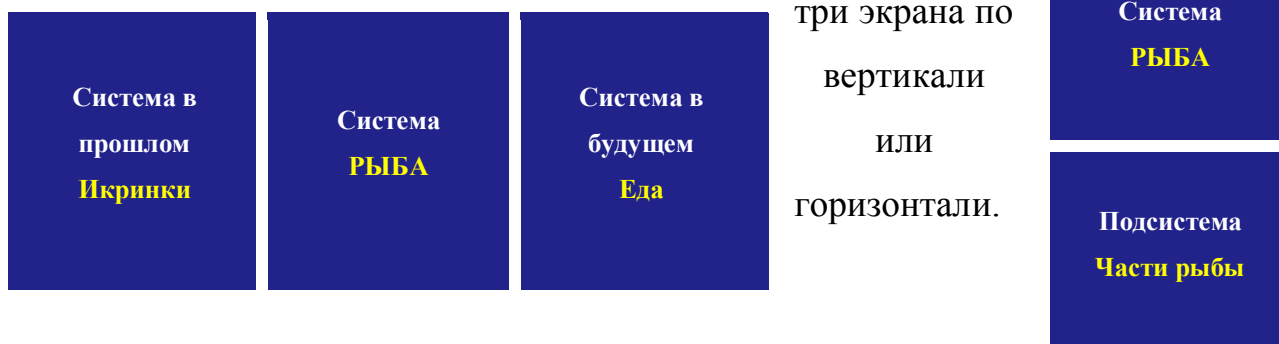 Система в
прошлом
Икринки
Система
РЫБА
Система в
будущем
Еда
три экрана по
вертикали
или
горизонтали.
Система
РЫБА
Подсистема
Части рыбы